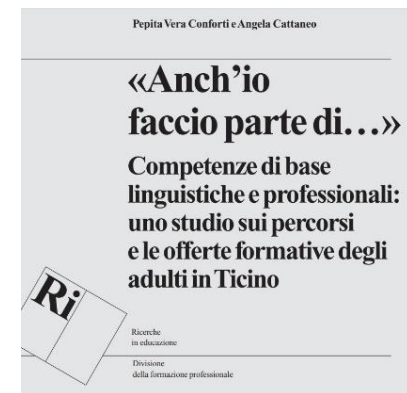 Pepita Vera Conforti e Angela Cattaneo
«Anch'io
faccio parte di…»
Competenze di base
linguistiche e professionali:
uno studio sui percorsi
e le offerte formative degli
adulti in Ticino
Ri
Ricerche
in educazione
Divisione
della formazione professionale